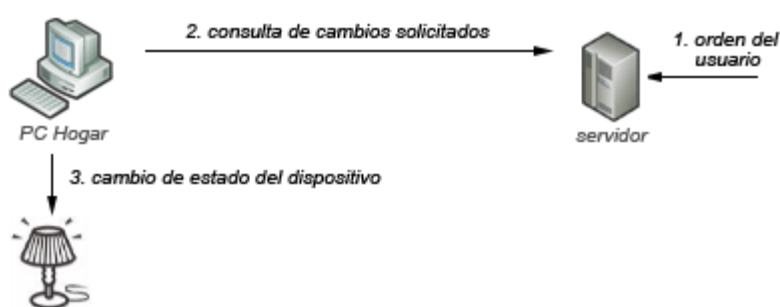 2. consulta de cambios solicitados
1. orden del
usuario
PC Hogar
servidor
3. cambio de estado del dispositivo